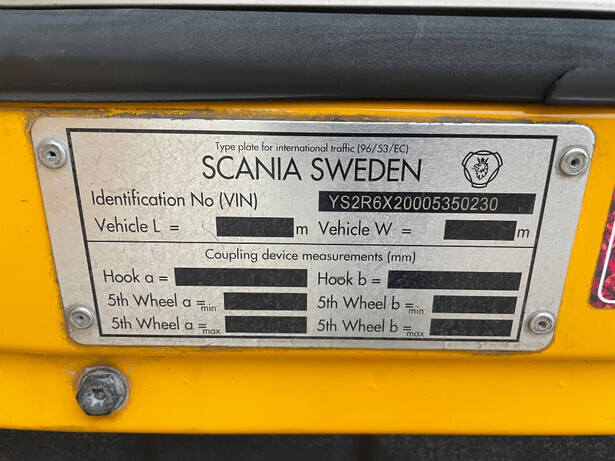 Type plate for international traffic (96/53/EC)
SCANIA SWEDEN
Identification No (VIN) YS2R6X20005350230
Vehicle L = m Vehicle W = m
Coupling device measurements (mm)
Hook a = Hook b =
5th Wheel a = min 5th Wheel b = min
5th Wheel a = max 5th Wheel b = max